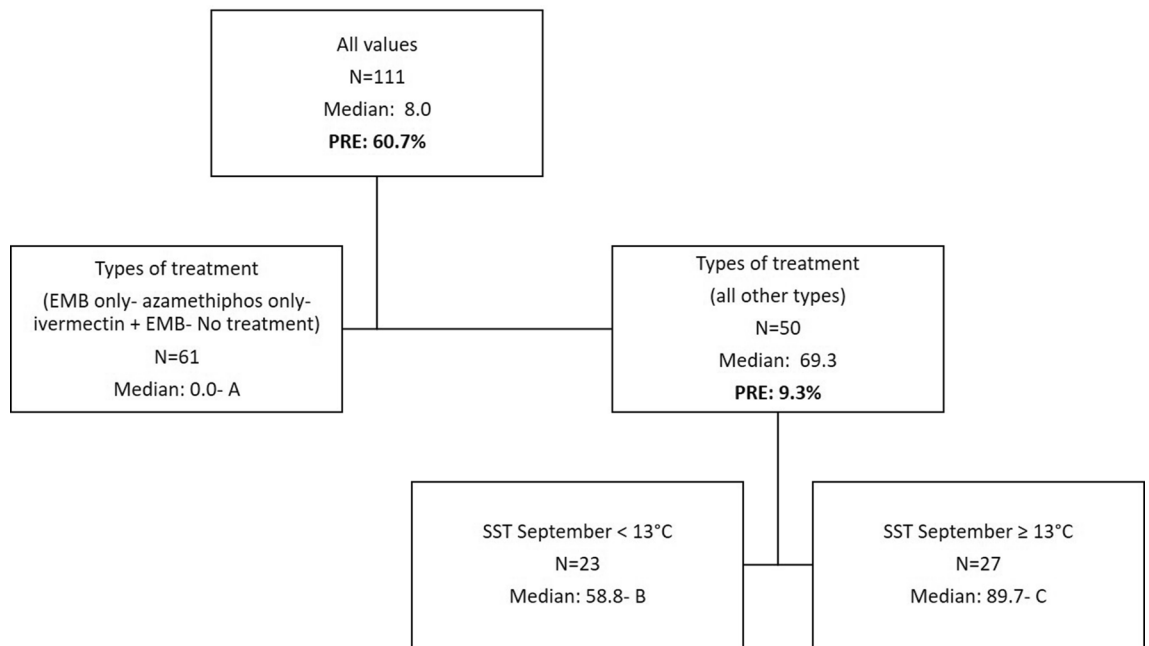 All values
N=111
Median:  8.0
PRE: 60.7%
Types of treatment
(EMB only- azamethiphos only-
ivermectin + EMB- No treatment)
N=61
Median: 0.0- A
Types of treatment
(all other types)
N=50
Median:  69.3
PRE: 9.3%
SST September < 13°C
N=23
Median: 58.8- B
SST September ≥ 13°C
N=27
Median: 89.7- C